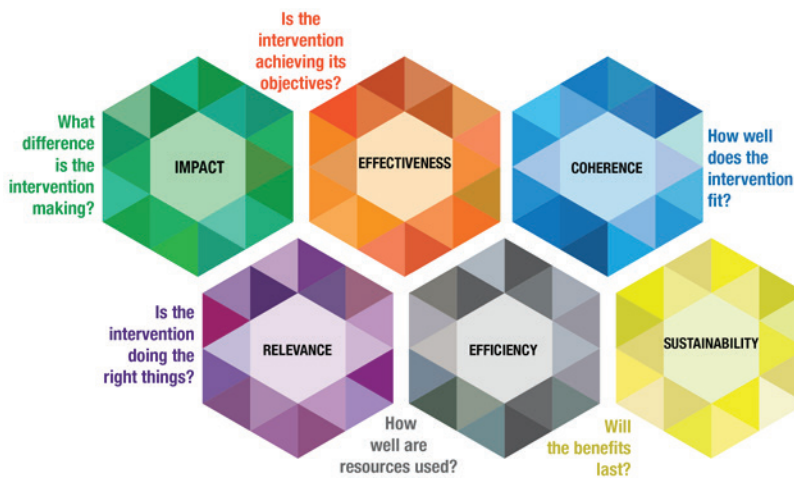 Is the
intervention
achieving its
objectives?
What
difference
is the
intervention
making?
IMPACT
EFFECTIVENESS
COHERENCE
How well
does the
intervention
fit?
Is the
intervention
doing the
right things?
RELEVANCE
EFFICIENCY
SUSTAINABILITY
How
well are
resources used?
Will
the benefits
last?